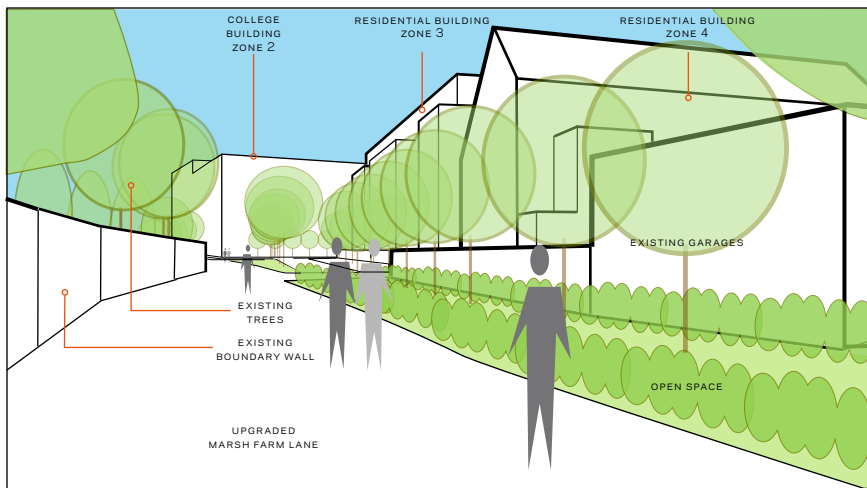 COLLEGE
BUILDING
ZONE 2
RESIDENTIAL BUILDING
ZONE 3
RESIDENTIAL BUILDING
ZONE 4
EXISTING GARAGES
EXISTING
TREES
EXISTING
BOUNDARY WALL
OPEN SPACE
UPGRADED
MARSH FARM LANE